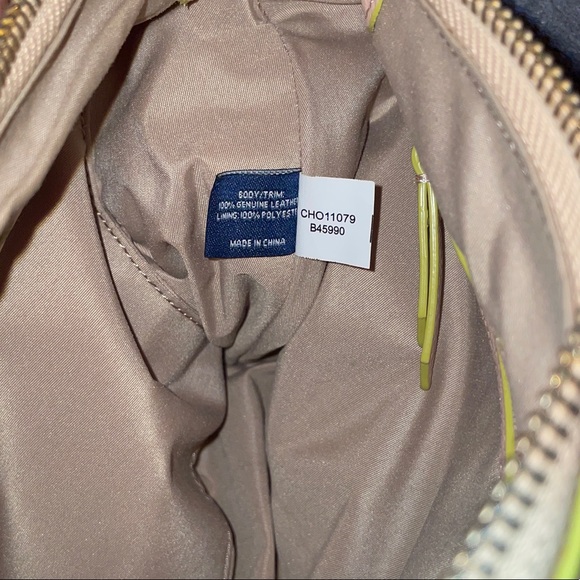 BODY/TRIM:
100% GENUINE LEATHE
LINING: 100% POLYEST
MADE IN CHINA
CHO11079
B45990